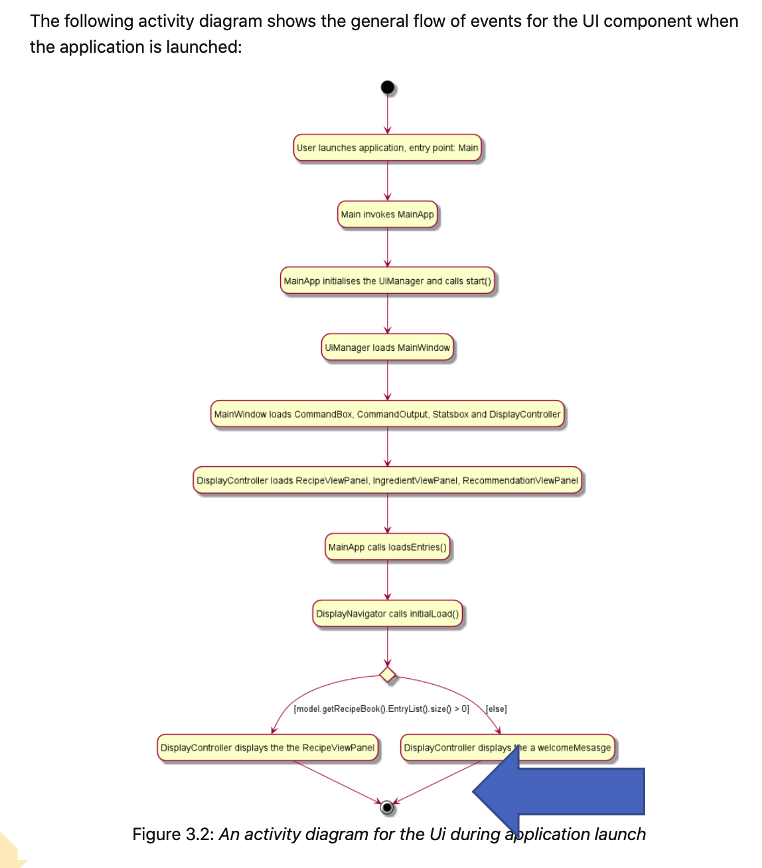 The following activity diagram shows the general flow of events for the UI component when
the application is launched:
User launches application, entry point: Main
Main invokes MainApp
MainApp initialises the UiManager and calls start()
UiManager loads MainWindow
MainWindow loads CommandBox, CommandOutput, Statsbox and DisplayController
DisplayController loads RecipeViewPanel, IngredientViewPanel, RecommendationViewPanel
MainApp calls loadsEntries()
DisplayNavigator calls initialLoad()
[model.getRecipeBook().EntryList().size() > 0] [else]
DisplayController displays the the RecipeViewPanel
DisplayController displays the a welcomeMesasge
Figure 3.2: An activity diagram for the Ui during application launch